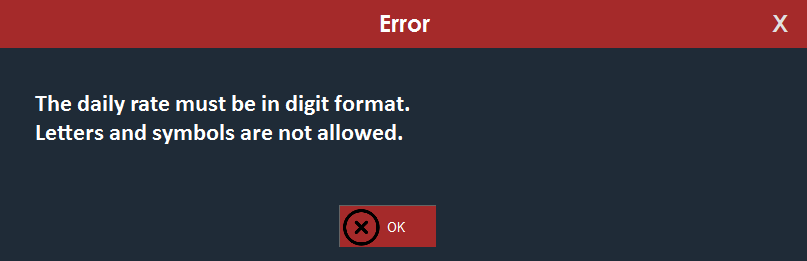 Error
X
The daily rate must be in digit format.
Letters and symbols are not allowed.
OK